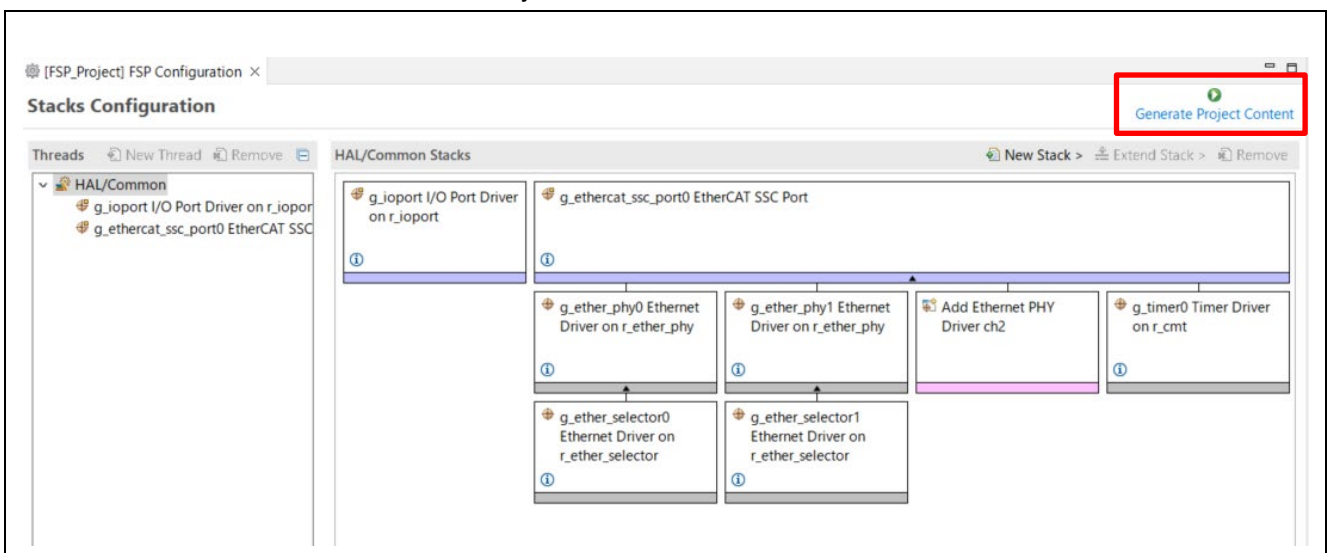 [FSP_Project] FSP Configuration
Stacks Configuration
Generate Project Content
Threads New Thread Remove
HAL/Common Stacks New Stack > Extend Stack > Remove
HAL/Common
g_ioport I/O Port Driver on r_iopor
g_ethercat_ssc_port0 EtherCAT SSC
g_ioport I/O Port Driver
on r_ioport
g_ethercat_ssc_port0 EtherCAT SSC Port
g_ether_phy0 Ethernet
Driver on r_ether_phy
g_ether_phy1 Ethernet
Driver on r_ether_phy
Add Ethernet PHY
Driver ch2
g_timer0 Timer Driver
on r_cmt
g_ether_selector0
Ethernet Driver on
r_ether_selector
g_ether_selector1
Ethernet Driver on
r_ether_selector